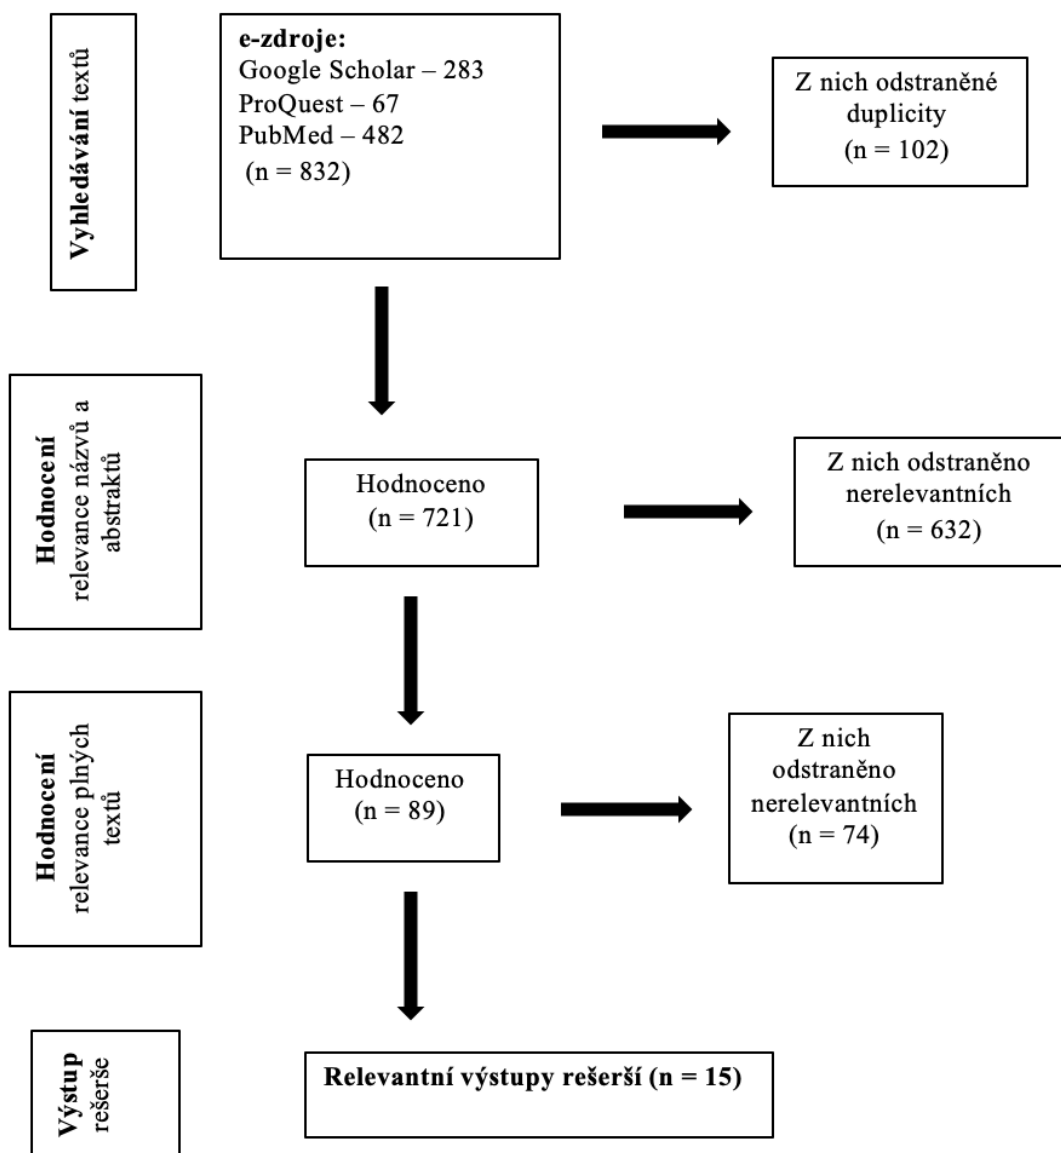 Vyhledávání textů
e-zdroje:
Google Scholar – 283
ProQuest – 67
PubMed – 482
(n = 832)
Z nich odstraněné
duplicity
(n = 102)
Hodnocení
relevance názvů a
abstraktů
Hodnoceno
(n = 721)
Z nich odstraněno
nerelevantních
(n = 632)
Hodnocení
relevance plných
textů
Hodnoceno
(n = 89)
Z nich
odstraněno
nerelevantních
(n = 74)
Výstup
rešerše
Relevantní výstupy rešerší (n = 15)